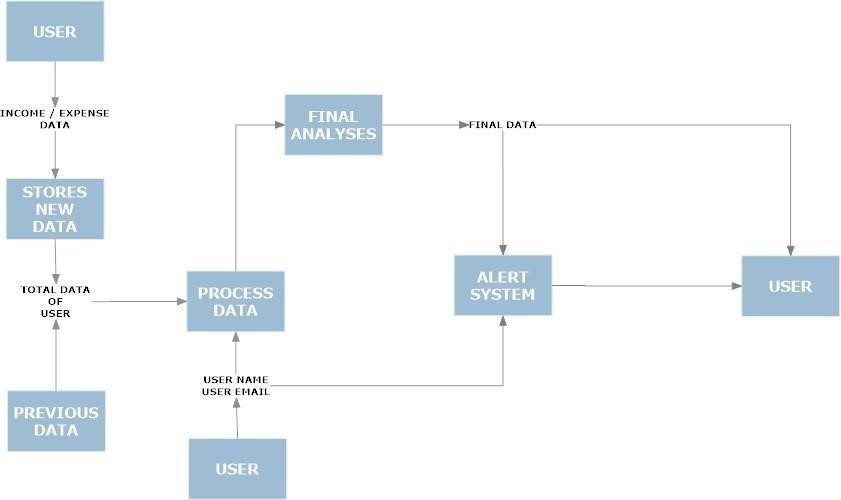 USER
INCOME / EXPENSE
DATA
STORES
NEW
DATA
TOTAL DATA
OF
USER
PREVIOUS
DATA
PROCESS
DATA
USER NAME
USER EMAIL
USER
FINAL
ANALYSES
FINAL DATA
ALERT
SYSTEM
USER